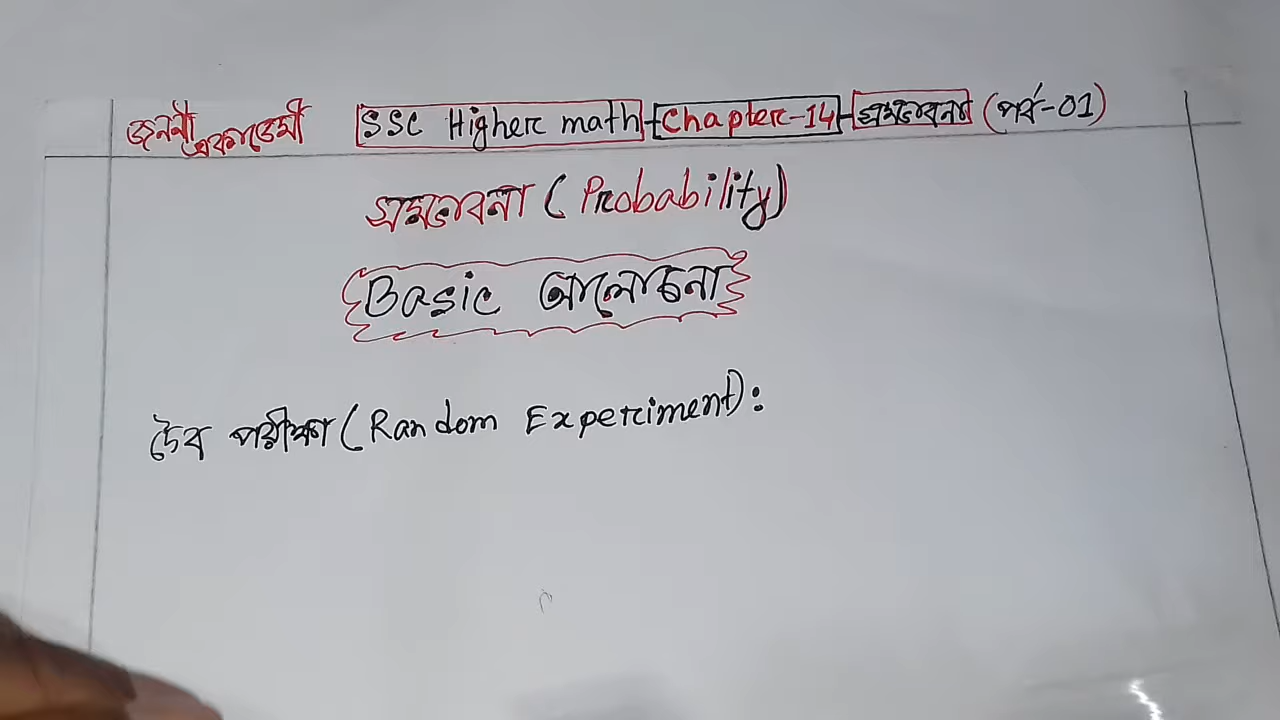 জননী একাডেমী SSC Higher math - Chapter-14 - সম্ভাবনা (পর্ব-01)
সম্ভাবনা (Probability)
Basic আলোচনা
দৈব পরীক্ষা (Random Experiment):